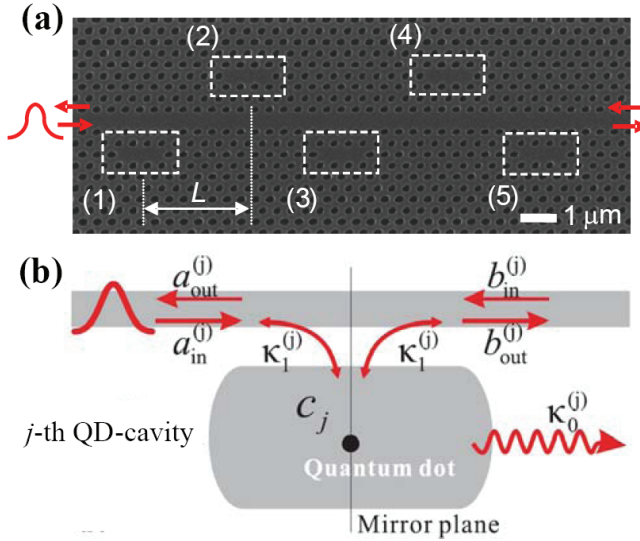 (a)
(2)
(4)
(1)
L
(3)
(5)
1 μm
(b)
a_out^(j)
b_in^(j)
a_in^(j)
κ_1^(j)
κ_1^(j)
b_out^(j)
c_j
κ_0^(j)
j-th QD-cavity
Quantum dot
Mirror plane